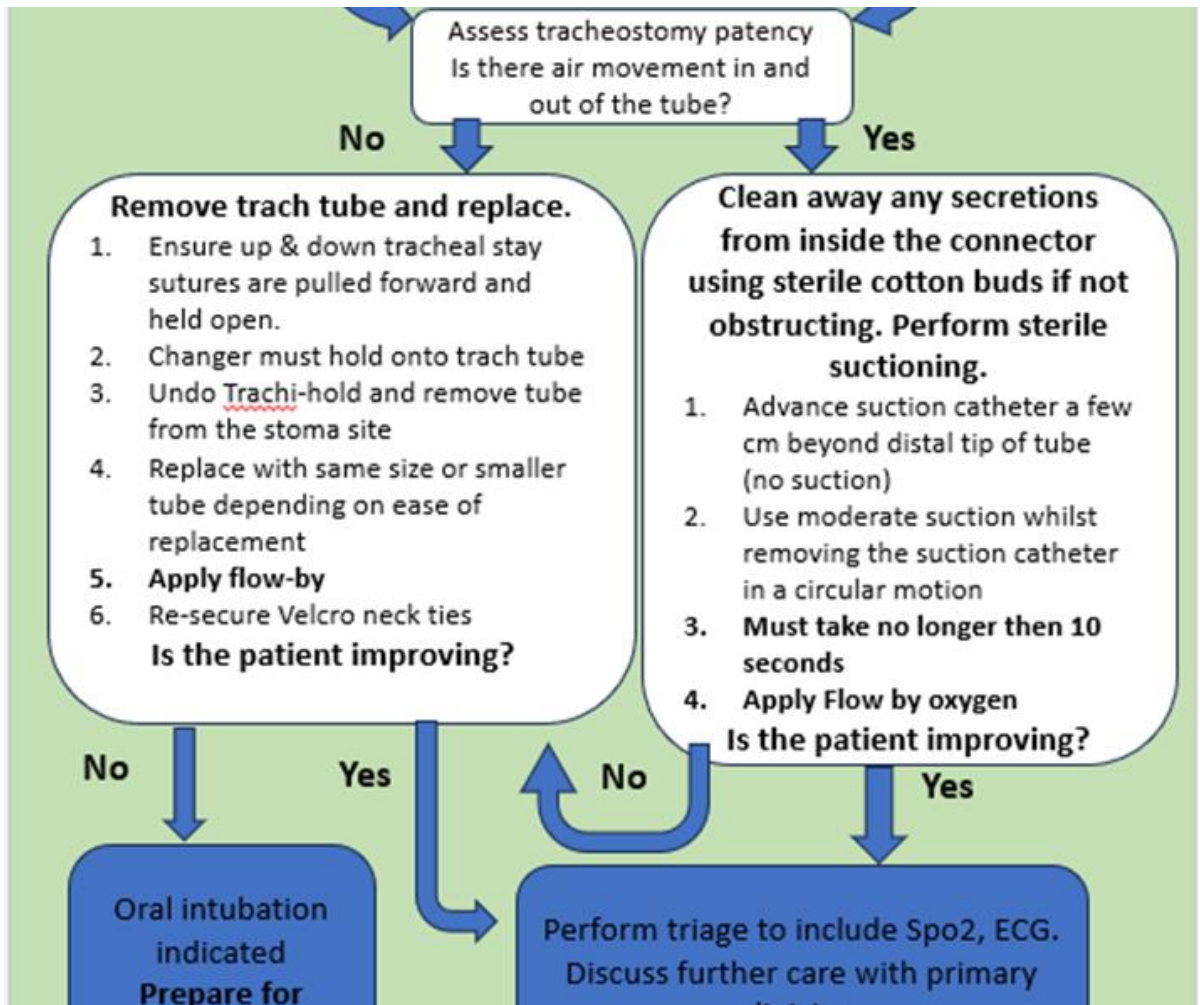 Assess tracheostomy patency
Is there air movement in and
out of the tube?
No
Yes
Remove trach tube and replace.
1. Ensure up & down tracheal stay
sutures are pulled forward and
held open.
2. Changer must hold onto trach tube
3. Undo Trachi-hold and remove tube
from the stoma site
4. Replace with same size or smaller
tube depending on ease of
replacement
5. Apply flow-by
6. Re-secure Velcro neck ties
Is the patient improving?
Clean away any secretions
from inside the connector
using sterile cotton buds if not
obstructing. Perform sterile
suctioning.
1. Advance suction catheter a few
cm beyond distal tip of tube
(no suction)
2. Use moderate suction whilst
removing the suction catheter
in a circular motion
3. Must take no longer then 10
seconds
4. Apply Flow by oxygen
Is the patient improving?
No
Yes
No
Yes
Oral intubation
indicated
Prepare for
Perform triage to include Spo2, ECG.
Discuss further care with primary